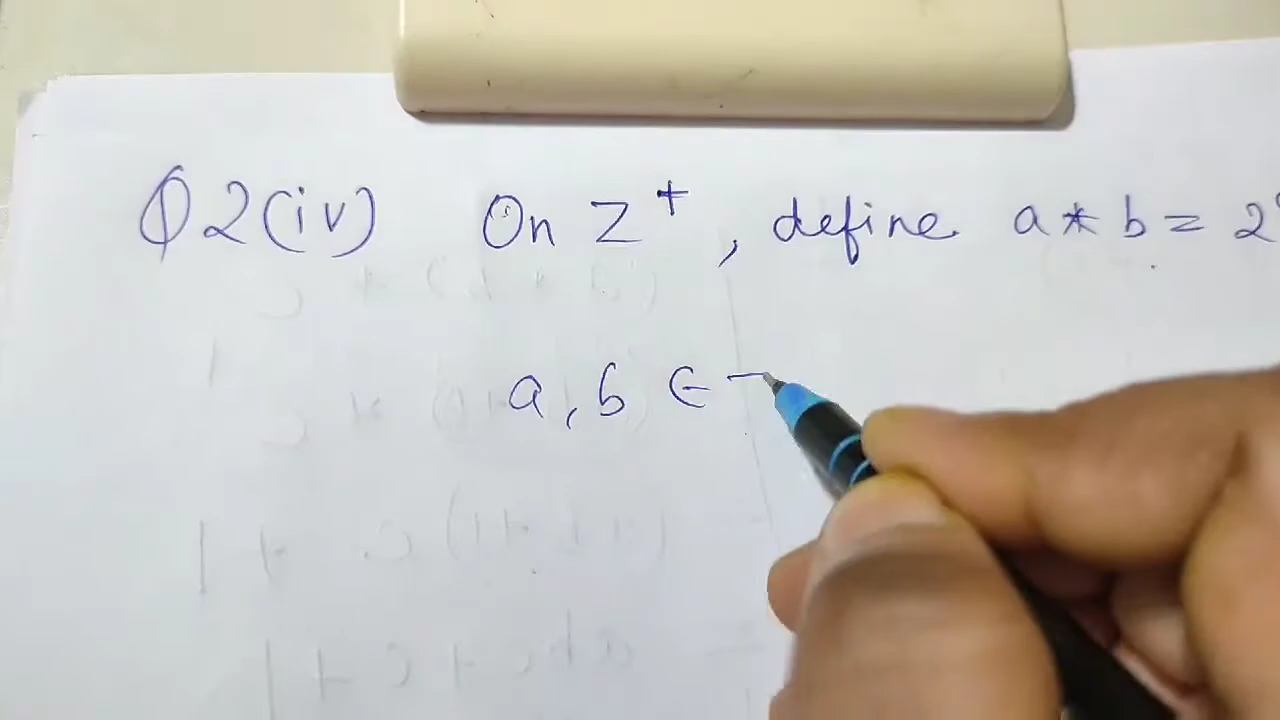 Q2(iv) On Z⁺, define a * b = 2
a, b ∈